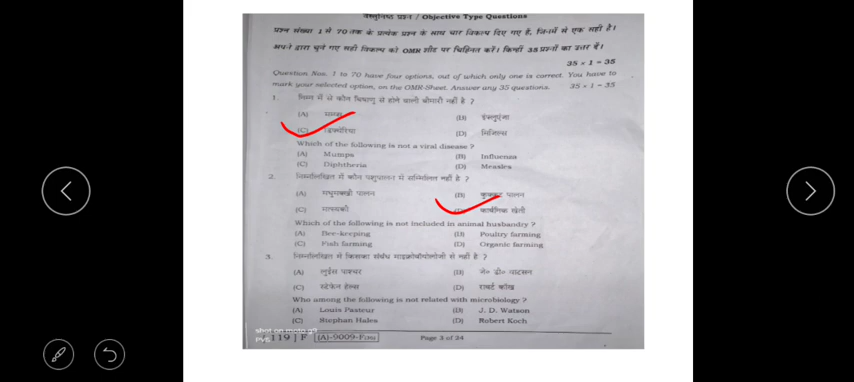 वस्तुनिष्ठ प्रश्न / Objective Type Questions
प्रश्न संख्या 1 से 70 तक के प्रत्येक प्रश्न के साथ चार विकल्प दिए गए हैं, जिनमें से एक सही है।
अपने द्वारा चुने गए सही विकल्प को OMR शीट पर चिह्नित करें। किन्हीं 35 प्रश्नों का उत्तर दें।
35 × 1 = 35
Question Nos. 1 to 70 have four options, out of which only one is correct. You have to
mark your selected option, on the OMR-Sheet. Answer any 35 questions. 35 × 1 = 35
1. निम्न में से कौन विषाणु से होने वाली बीमारी नहीं है ?
(A) मम्प्स (B) इंफ्लुएंजा
(C) डिफ्थेरिया (D) मिजिल्स
Which of the following is not a viral disease ?
(A) Mumps (B) Influenza
(C) Diphtheria (D) Measles
2. निम्नलिखित में कौन पशुपालन में सम्मिलित नहीं है ?
(A) मधुमक्खी पालन (B) कुक्कुट पालन
(C) मत्स्यकी (D) कार्बनिक खेती
Which of the following is not included in animal husbandry ?
(A) Bee-keeping (B) Poultry farming
(C) Fish farming (D) Organic farming
3. निम्नलिखित में किसका संबंध माइक्रोबॉयोलोजी से नहीं है ?
(A) लुईस पाश्चर (B) जे० डी० वाटसन
(C) स्टेफेन हेल्स (D) राबर्ट कॉख
Who among the following is not related with microbiology ?
(A) Louis Pasteur (B) J. D. Watson
(C) Stephan Hales (D) Robert Koch
shot on moto g9
119 ] F (A)-9009-F Page 3 of 24